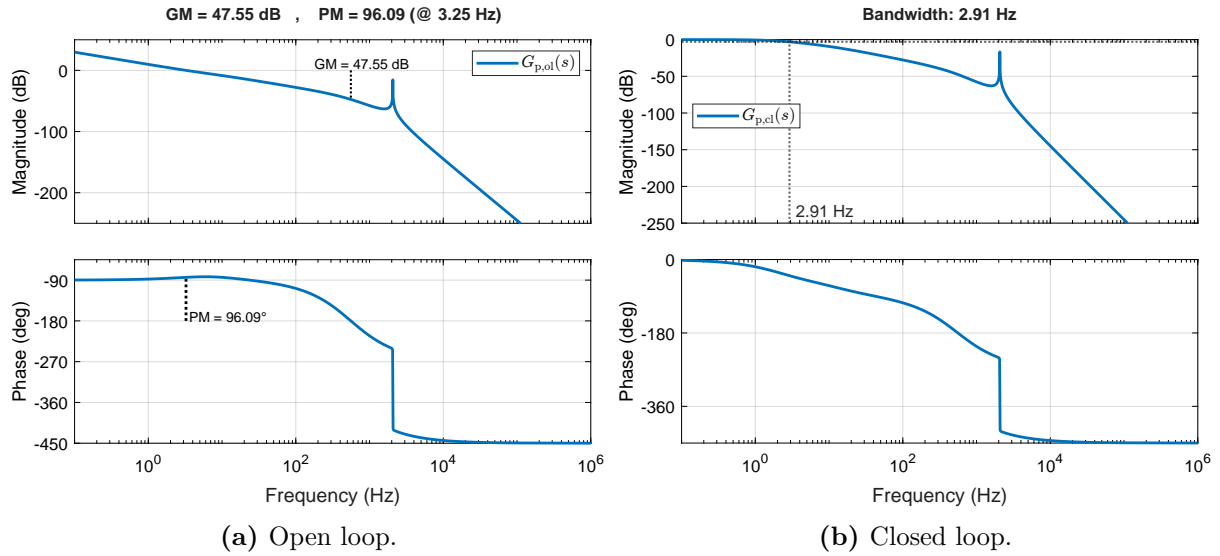 GM = 47.55 dB , PM = 96.09 (@ 3.25 Hz)
0
-100
-200
Magnitude (dB)
GM = 47.55 dB
G_p,ol(s)
-90
-180
-270
-360
-450
Phase (deg)
PM = 96.09°
10^0 10^2 10^4 10^6
Frequency (Hz)
(a) Open loop.
Bandwidth: 2.91 Hz
0
-50
-100
-150
-200
-250
Magnitude (dB)
G_p,cl(s)
2.91 Hz
0
-180
-360
Phase (deg)
10^0 10^2 10^4 10^6
Frequency (Hz)
(b) Closed loop.